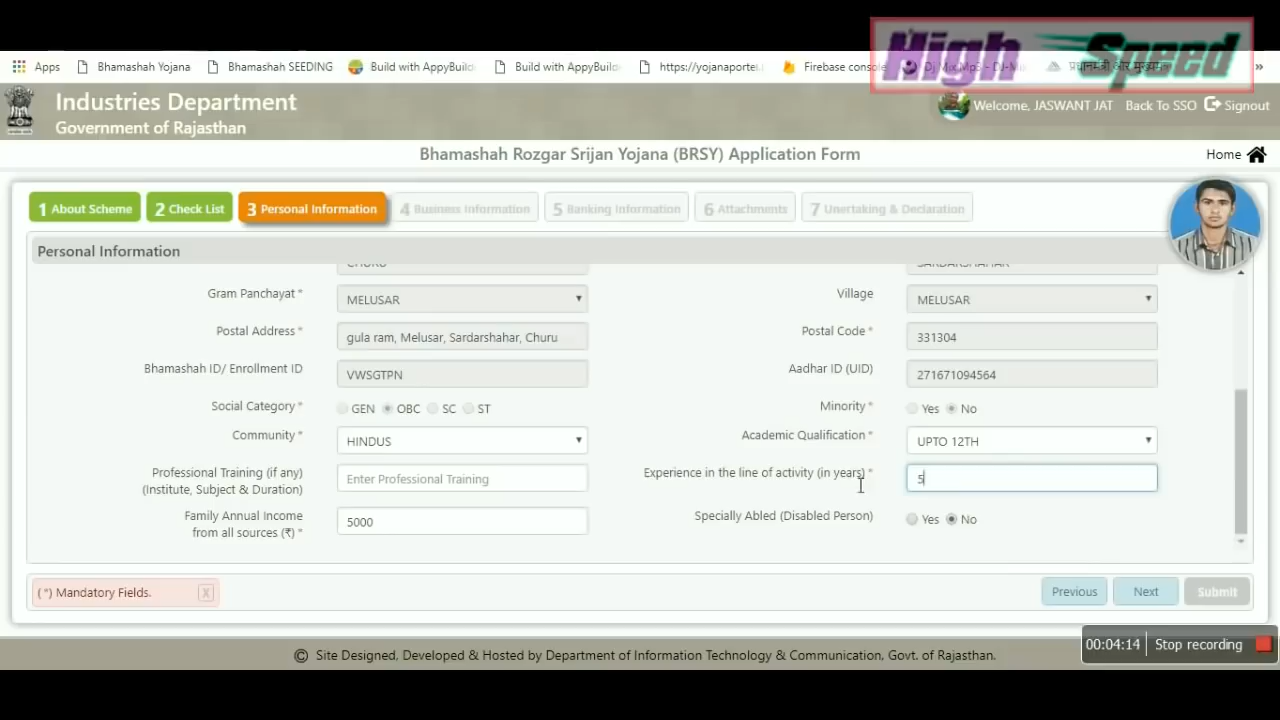 High Speed
Apps Bhamashah Yojana Bhamashah SEEDING Build with AppyBuild Build with AppyBuild https://yojanaportel. Firebase console Dj Mix Mp3 - DJ-Mi »
Industries Department
Government of Rajasthan
Welcome, JASWANT JAT Back To SSO Signout
Bhamashah Rozgar Srijan Yojana (BRSY) Application Form
Home
1 About Scheme 2 Check List 3 Personal Information 4 Business Information 5 Banking Information 6 Attachments 7 Unertaking & Declaration
Personal Information
CHURU SARDARSHAHAR
Gram Panchayat * MELUSAR Village MELUSAR
Postal Address * gula ram, Melusar, Sardarshahar, Churu Postal Code * 331304
Bhamashah ID/ Enrollment ID VWSGTPN Aadhar ID (UID) 271671094564
Social Category * GEN OBC SC ST Minority * Yes No
Community * HINDUS Academic Qualification * UPTO 12TH
Professional Training (if any) Enter Professional Training Experience in the line of activity (in years) * 5
(Institute, Subject & Duration)
Family Annual Income 5000 Specially Abled (Disabled Person) Yes No
from all sources (₹) *
(*) Mandatory Fields. X Previous Next Submit
© Site Designed, Developed & Hosted by Department of Information Technology & Communication, Govt. of Rajasthan.
00:04:14 Stop recording